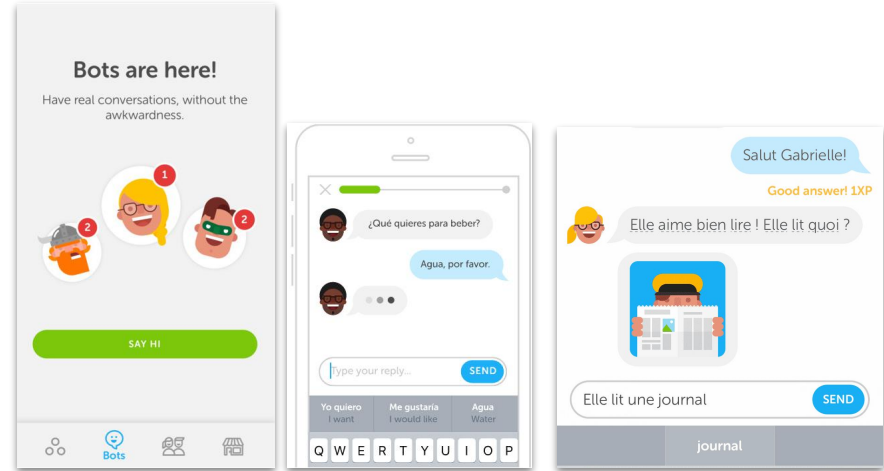 Bots are here!
Have real conversations, without the
awkwardness.
1
2
2
SAY HI
Bots
¿Qué quieres para beber?
Agua, por favor.
Type your reply...
SEND
Yo quiero
I want
Me gustaría
I would like
Agua
Water
Q W E R T Y U I O P
Salut Gabrielle!
Good answer! 1XP
Elle aime bien lire ! Elle lit quoi ?
Elle lit une journal
SEND
journal